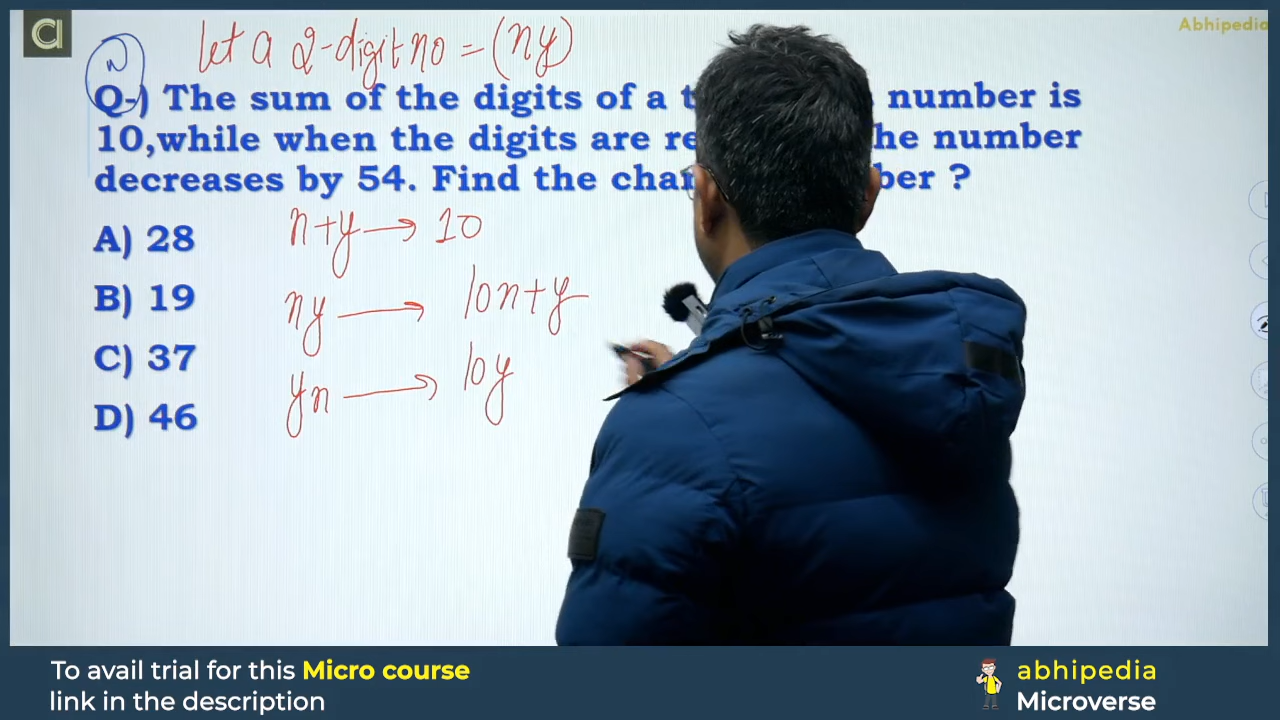 Abhipedia
a
let a 2-digit no = (xy)
Q-) The sum of the digits of a t number is
10,while when the digits are re he number
decreases by 54. Find the chan ber ?
A) 28
x+y → 10
B) 19
xy → 10x+y
C) 37
yx → 10y
D) 46
To avail trial for this Micro course
link in the description
abhipedia
Microverse